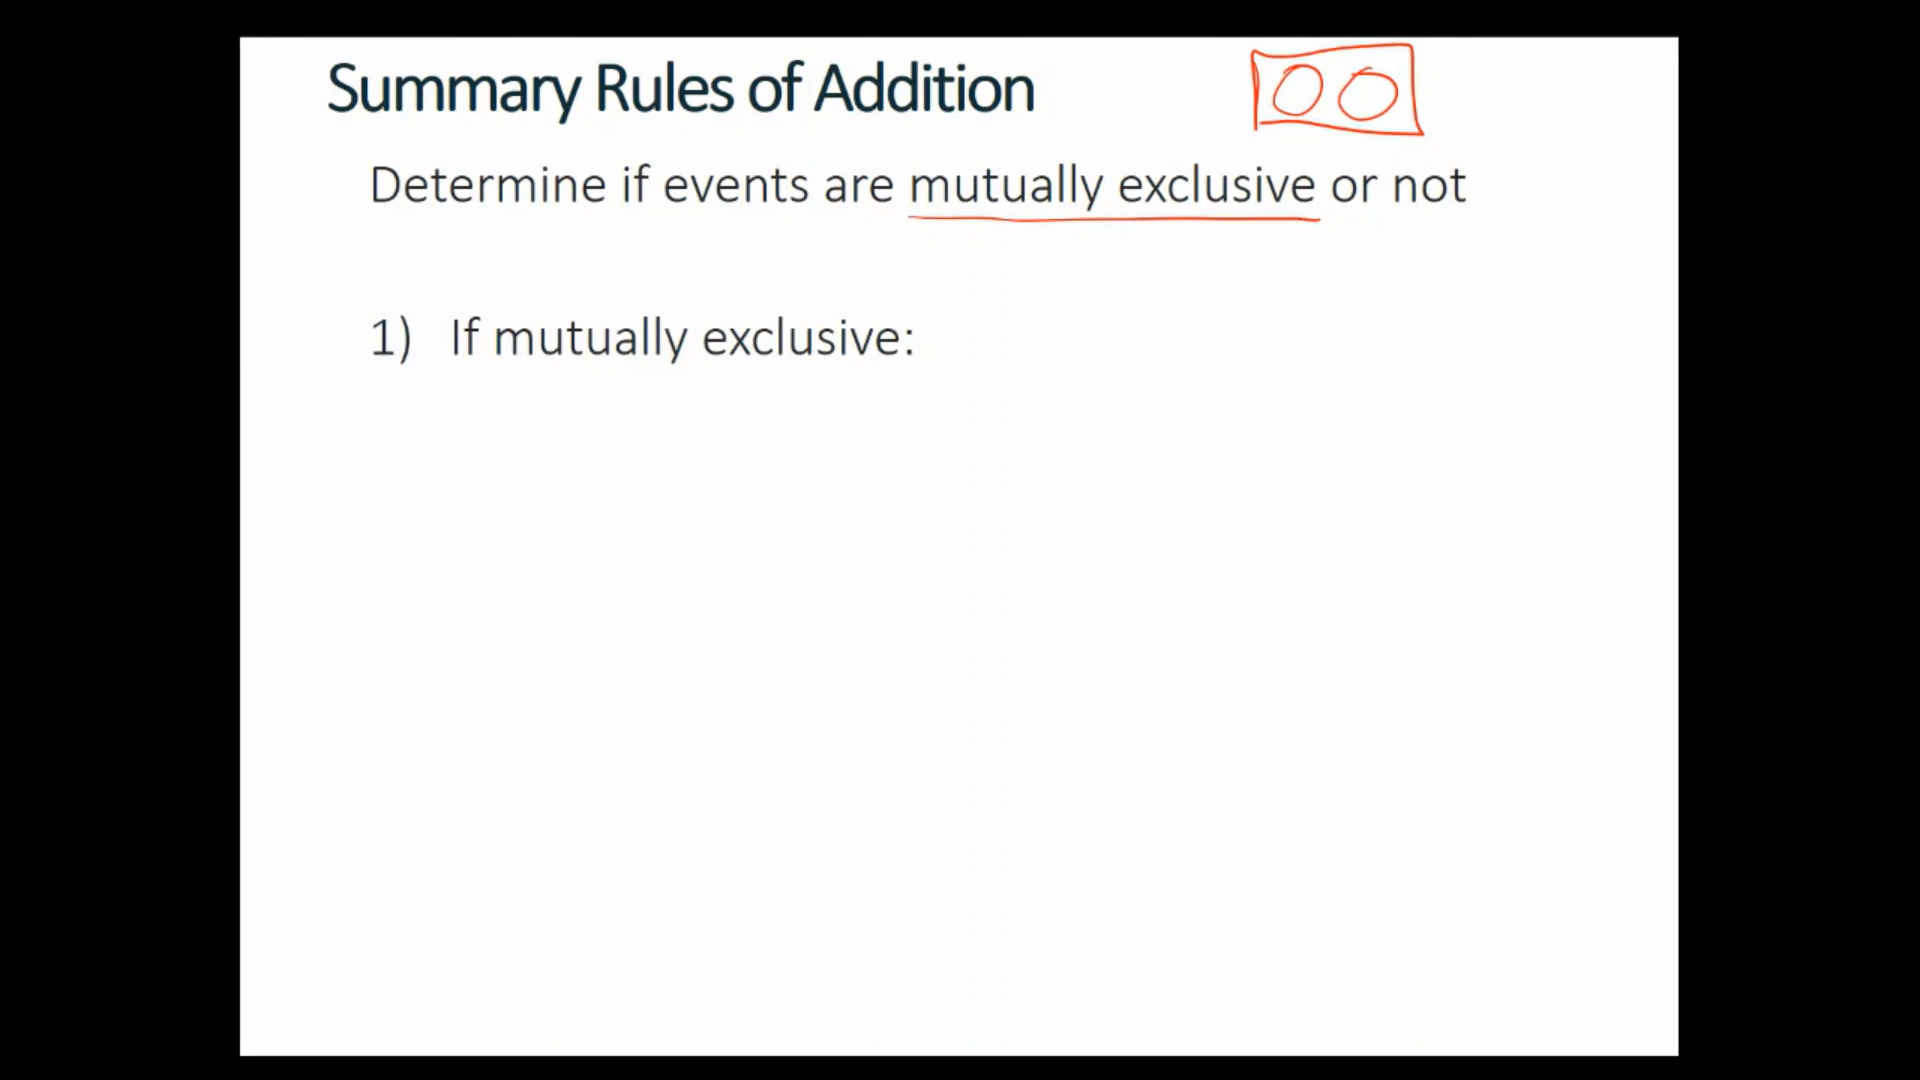 Summary Rules of Addition
Determine if events are mutually exclusive or not
1) If mutually exclusive: